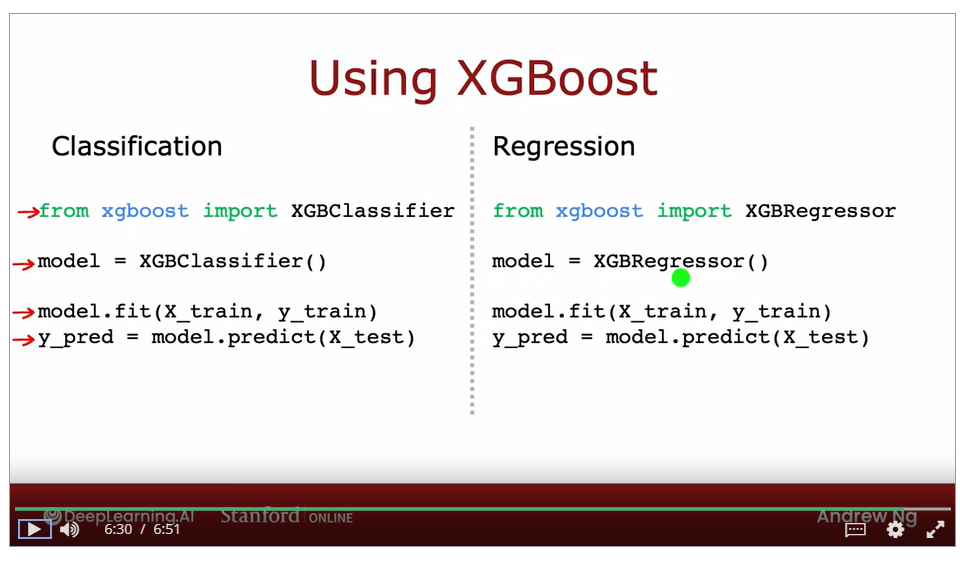 Using XGBoost
Classification
from xgboost import XGBClassifier
model = XGBClassifier()
model.fit(X_train, y_train)
y_pred = model.predict(X_test)
Regression
from xgboost import XGBRegressor
model = XGBRegressor()
model.fit(X_train, y_train)
y_pred = model.predict(X_test)
DeepLearning.AI
Stanford ONLINE
Andrew Ng
6:30 / 6:51